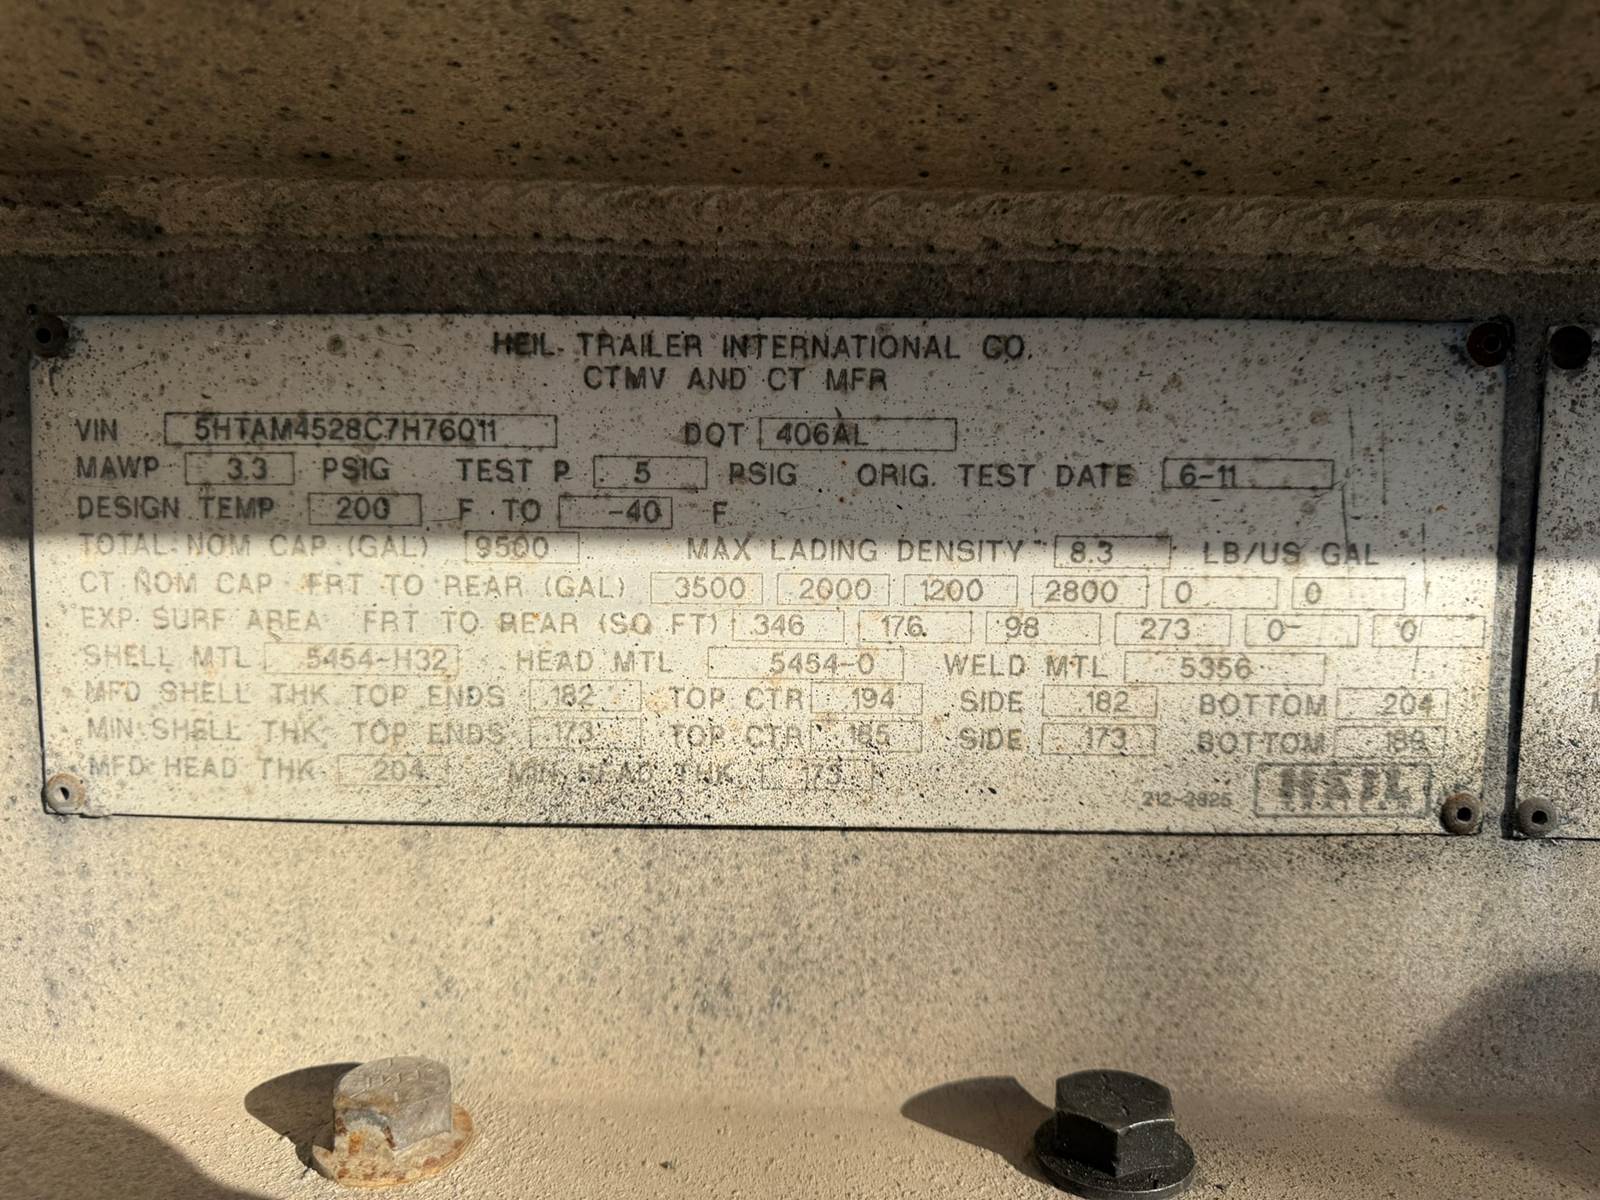 HEIL TRAILER INTERNATIONAL CO.
CTMV AND CT MFR
VIN 5HTAM4528C7H76011 DOT 406AL
MAWP 3.3 PSIG TEST P 5 PSIG ORIG. TEST DATE 6-11
DESIGN TEMP 200 F TO -40 F
TOTAL NOM CAP (GAL) 9500 MAX LADING DENSITY 8.3 LB/US GAL
CT NOM CAP FRT TO REAR (GAL) 3500 2000 1200 2800 0 0
EXP SURF AREA FRT TO REAR (SQ FT) 346 176 98 273 0 0
SHELL MTL 5454-H32 HEAD MTL 5454-0 WELD MTL 5356
MFD SHELL THK TOP ENDS .182 TOP CTR .194 SIDE .182 BOTTOM .204
MIN SHELL THK TOP ENDS .173 TOP CTR .185 SIDE .173 BOTTOM
MFD HEAD THK .204 MIN HEAD THK .173
HEIL